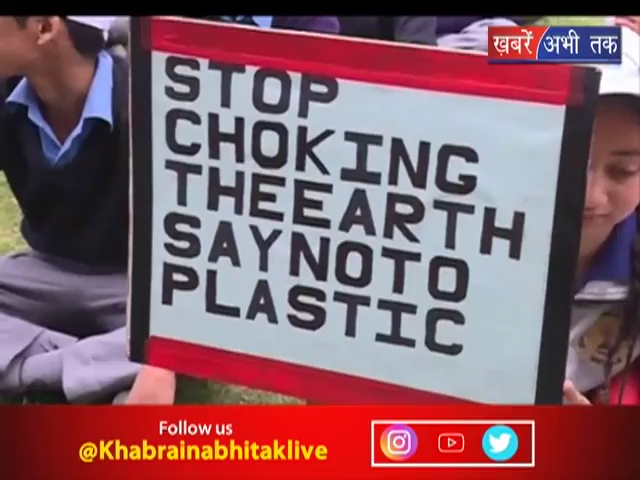 ख़बरें अभी तक
STOP
CHOKING
THEEARTH
SAYNOTO
PLASTIC
Follow us
@Khabrainabhitaklive